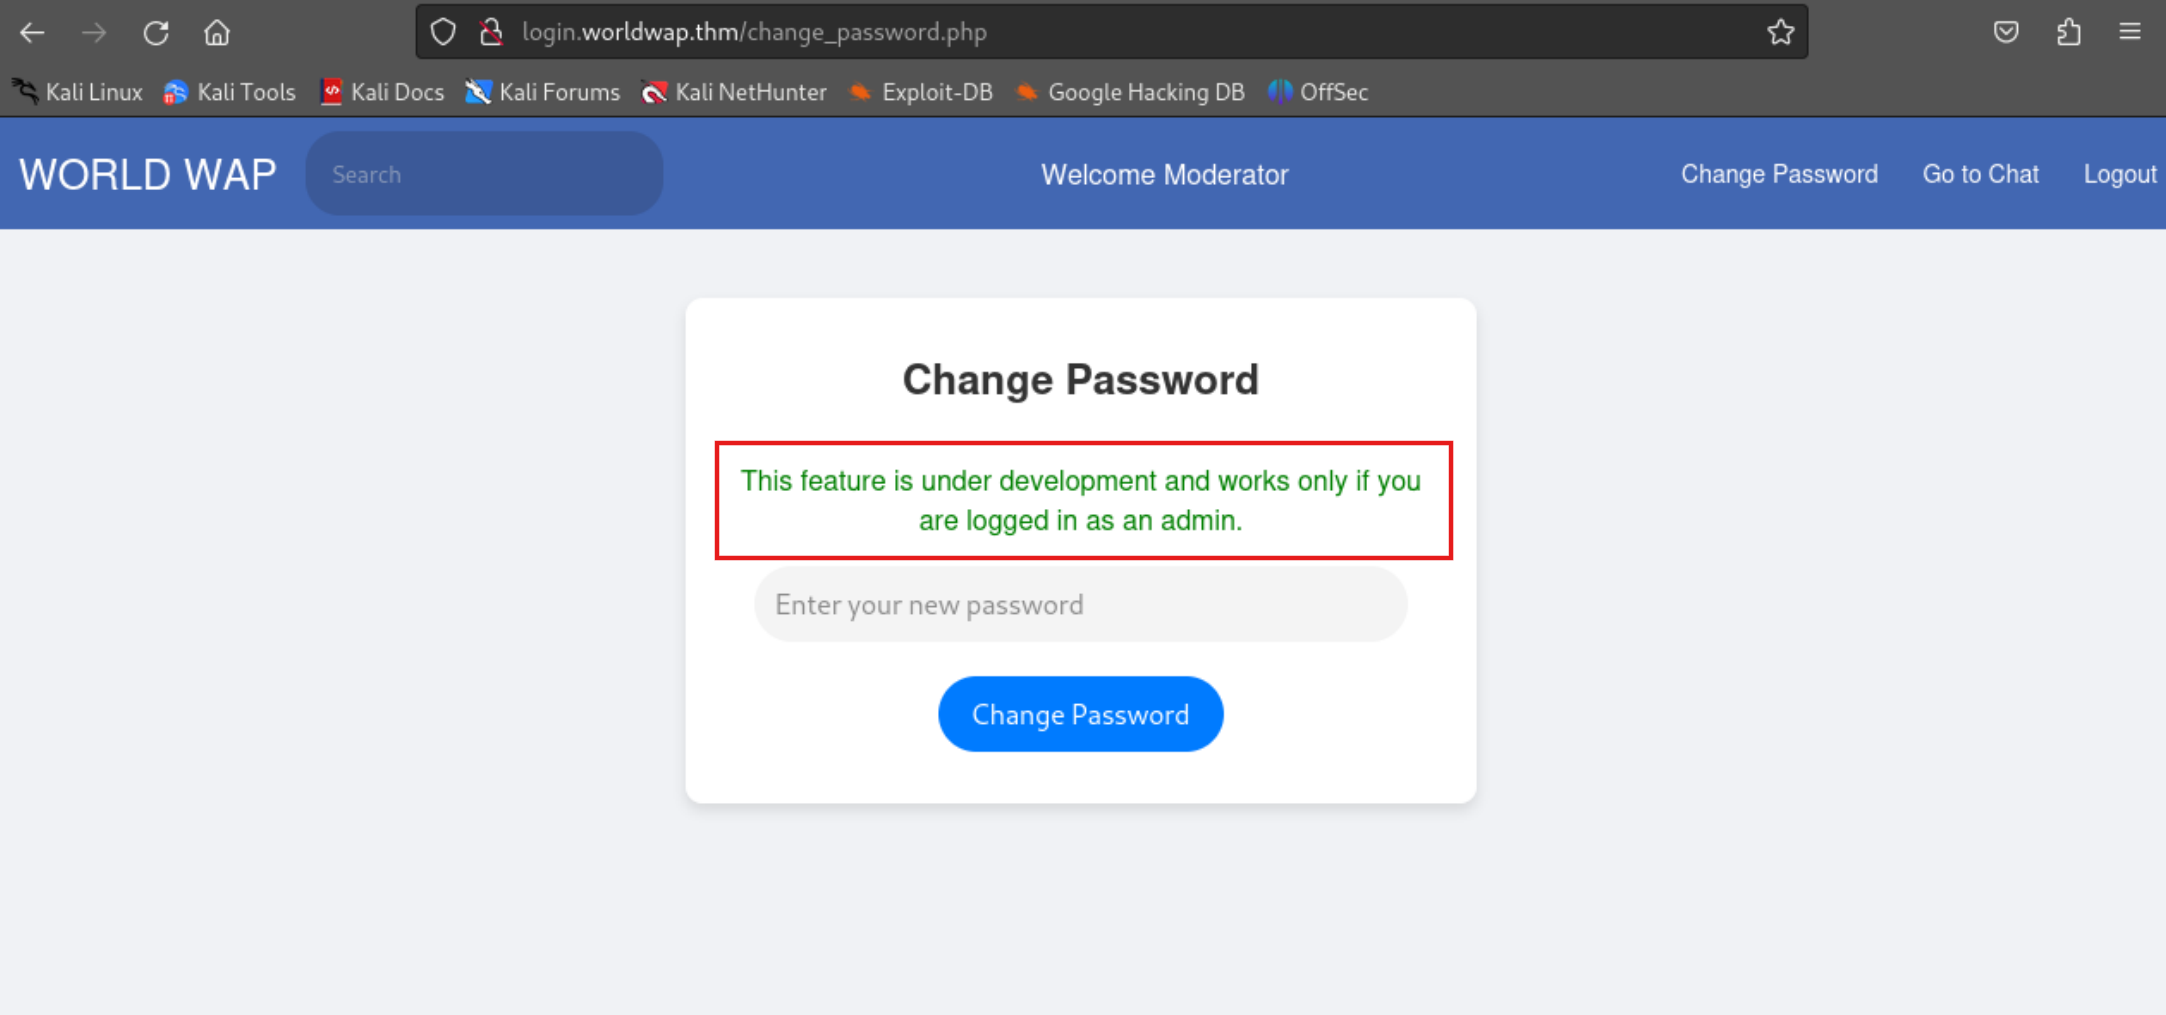 login.worldwap.thm/change_password.php
Kali Linux Kali Tools Kali Docs Kali Forums Kali NetHunter Exploit-DB Google Hacking DB OffSec
WORLD WAP Search Welcome Moderator Change Password Go to Chat Logout
Change Password
This feature is under development and works only if you
are logged in as an admin.
Enter your new password
Change Password